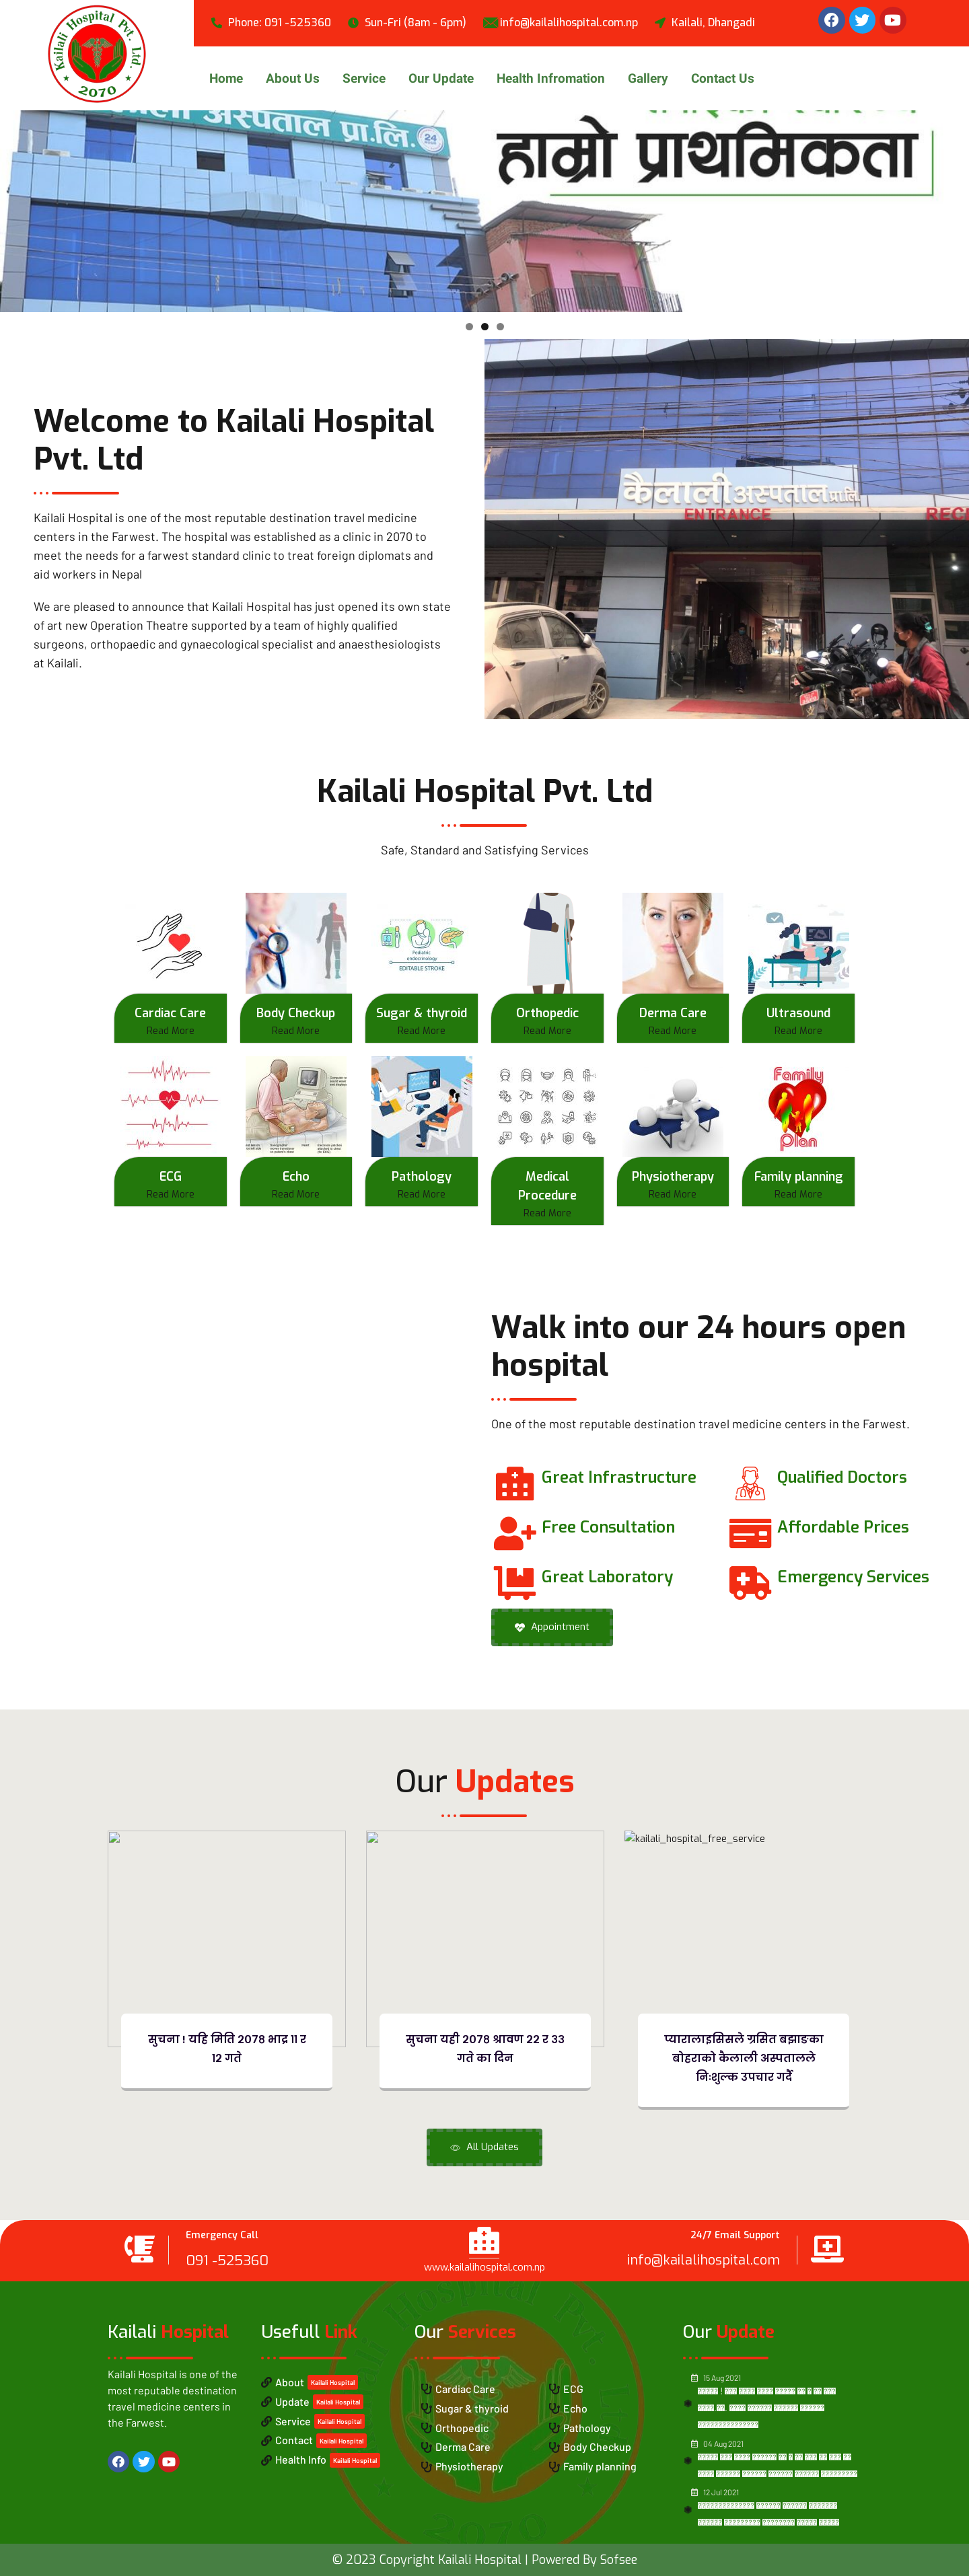 Kailali Hospital Pvt. Ltd.
2070
Phone: 091 -525360
Sun-Fri (8am - 6pm)
info@kailalihospital.com.np
Kailali, Dhangadi
Home
About Us
Service
Our Update
Health Infromation
Gallery
Contact Us
अस्पताल प्रा.लि.
24
हाम्रो प्राथमिकता
Welcome to Kailali Hospital
Pvt. Ltd
Kailali Hospital is one of the most reputable destination travel medicine
centers in the Farwest. The hospital was established as a clinic in 2070 to
meet the needs for a farwest standard clinic to treat foreign diplomats and
aid workers in Nepal
We are pleased to announce that Kailali Hospital has just opened its own state
of art new Operation Theatre supported by a team of highly qualified
surgeons, orthopaedic and gynaecological specialist and anaesthesiologists
at Kailali.
कैलाली अस्पताल प्रा.लि.
ENTRANCE
REC
Kailali Hospital Pvt. Ltd
Safe, Standard and Satisfying Services
Pediatric
endocrinology
EDITABLE STROKE
Cardiac Care
Read More
Body Checkup
Read More
Sugar & thyroid
Read More
Orthopedic
Read More
Derma Care
Read More
Ultrasound
Read More
Family
Plan
ECG
Read More
Echo
Read More
Pathology
Read More
Medical
Procedure
Read More
Physiotherapy
Read More
Family planning
Read More
Walk into our 24 hours open
hospital
One of the most reputable destination travel medicine centers in the Farwest.
Great Infrastructure
Qualified Doctors
Free Consultation
Affordable Prices
Great Laboratory
Emergency Services
Appointment
Our Updates
kailali_hospital_free_service
सुचना ! यहि मिति 2078 भाद्र ११ र
१२ गते
सुचना यही 2078 श्रावण 22 र ३३
गते का दिन
प्यारालाइसिसले ग्रसित बझाङका
बोहराको कैलाली अस्पतालले
निःशुल्क उपचार गर्दै
All Updates
Emergency Call
091 -525360
www.kailalihospital.com.np
24/7 Email Support
info@kailalihospital.com
Kailali Hospital
Kailali Hospital is one of the
most reputable destination
travel medicine centers in
the Farwest.
Usefull Link
About Kailali Hospital
Update Kailali Hospital
Service Kailali Hospital
Contact Kailali Hospital
Health Info Kailali Hospital
Our Services
Cardiac Care
Sugar & thyroid
Orthopedic
Derma Care
Physiotherapy
ECG
Echo
Pathology
Body Checkup
Family planning
Our Update
15 Aug 2021
04 Aug 2021
12 Jul 2021
© 2023 Copyright Kailali Hospital | Powered By Sofsee